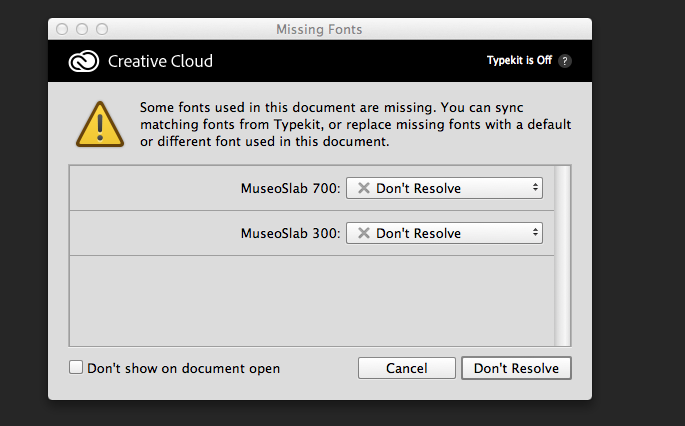 Missing Fonts
Creative Cloud
Typekit is Off ?
Some fonts used in this document are missing. You can sync
matching fonts from Typekit, or replace missing fonts with a default
or different font used in this document.
MuseoSlab 700: Don't Resolve
MuseoSlab 300: Don't Resolve
Don't show on document open
Cancel
Don't Resolve